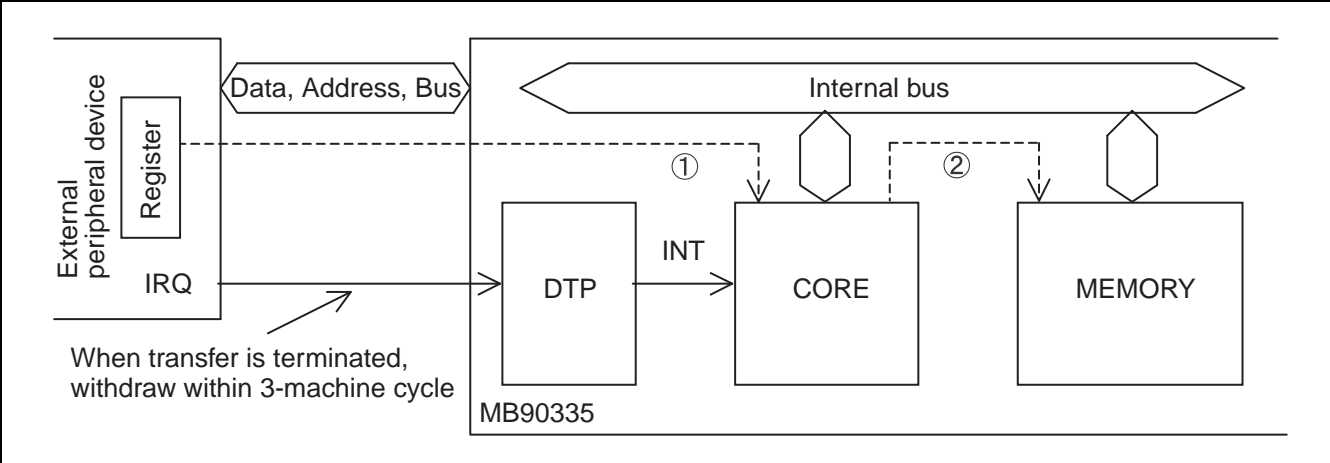 External
peripheral device
Register
Data, Address, Bus
Internal bus
①
②
IRQ
DTP
INT
CORE
MEMORY
When transfer is terminated,
withdraw within 3-machine cycle
MB90335